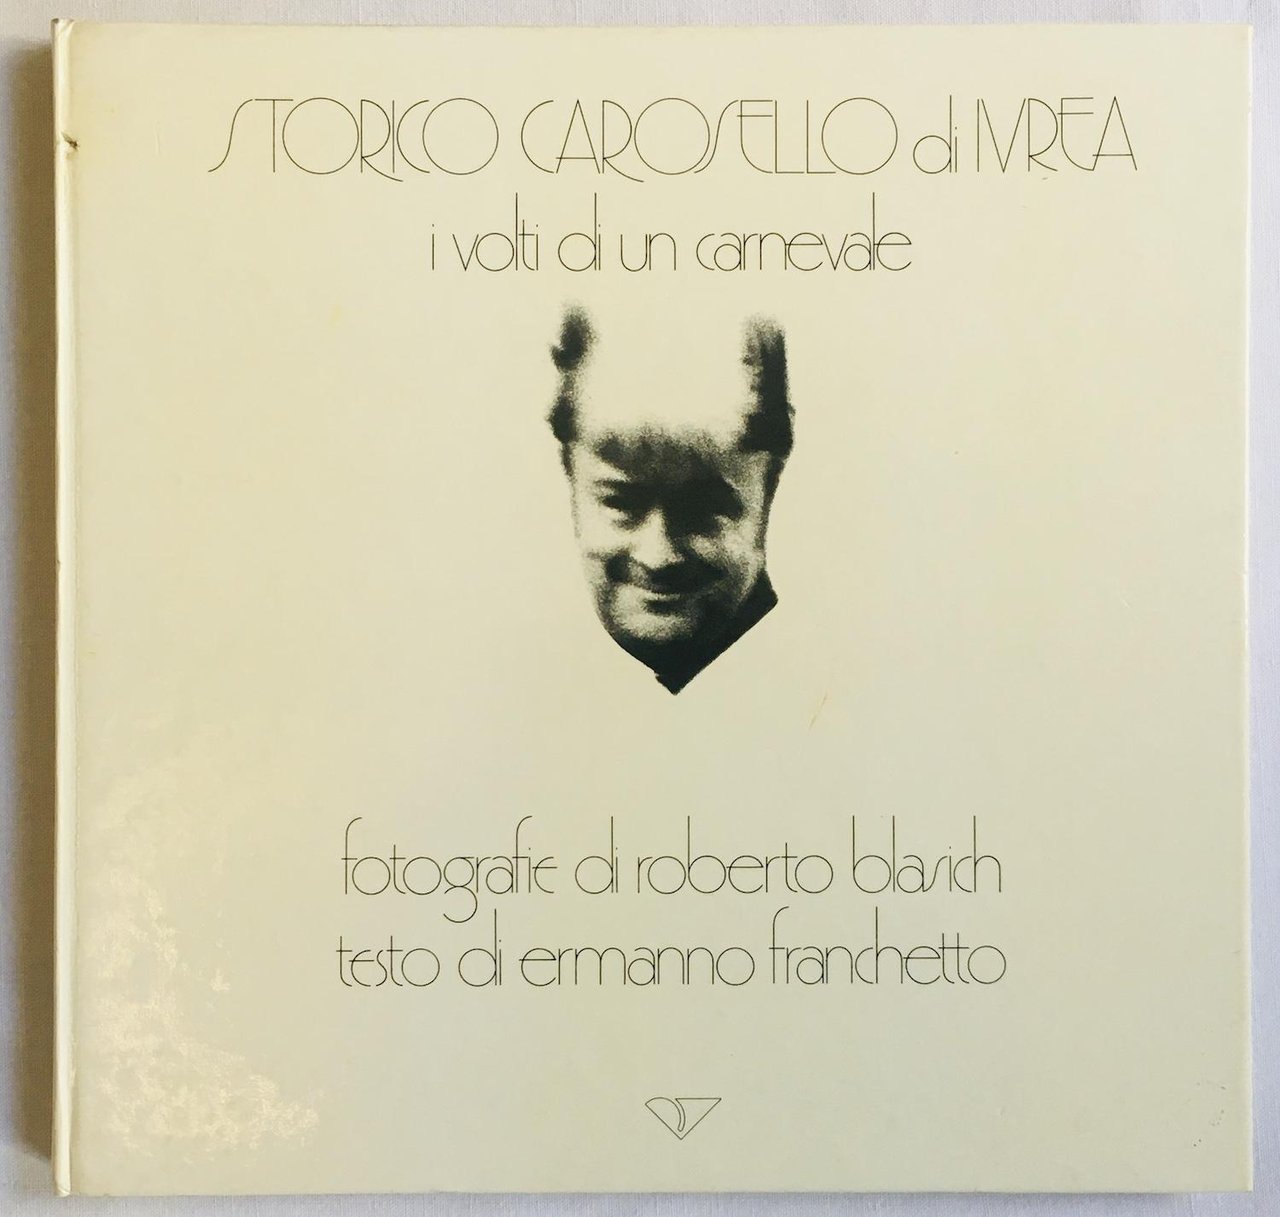 STORICO CAROSELLO di IVREA
i volti di un carnevale
fotografie di roberto blasich
testo di ermanno franchetto